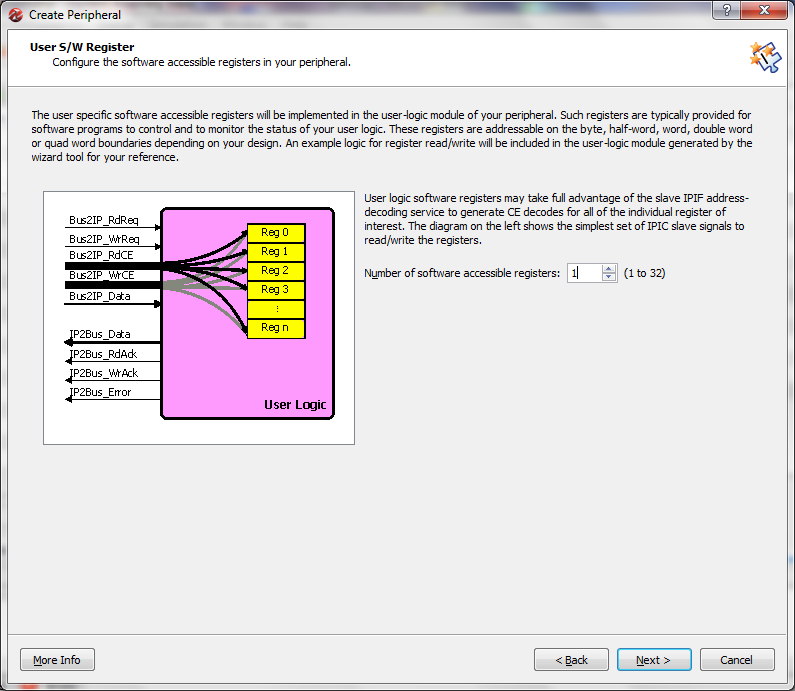 Create Peripheral
?
User S/W Register
Configure the software accessible registers in your peripheral.
The user specific software accessible registers will be implemented in the user-logic module of your peripheral. Such registers are typically provided for
software programs to control and to monitor the status of your user logic. These registers are addressable on the byte, half-word, word, double word
or quad word boundaries depending on your design. An example logic for register read/write will be included in the user-logic module generated by the
wizard tool for your reference.
Bus2IP_RdReq
Bus2IP_WrReq
Bus2IP_RdCE
Bus2IP_WrCE
Bus2IP_Data
IP2Bus_Data
IP2Bus_RdAck
IP2Bus_WrAck
IP2Bus_Error
Reg 0
Reg 1
Reg 2
Reg 3
:
Reg n
User Logic
User logic software registers may take full advantage of the slave IPIF address-
decoding service to generate CE decodes for all of the individual register of
interest. The diagram on the left shows the simplest set of IPIC slave signals to
read/write the registers.
Number of software accessible registers: 1 (1 to 32)
More Info < Back Next > Cancel